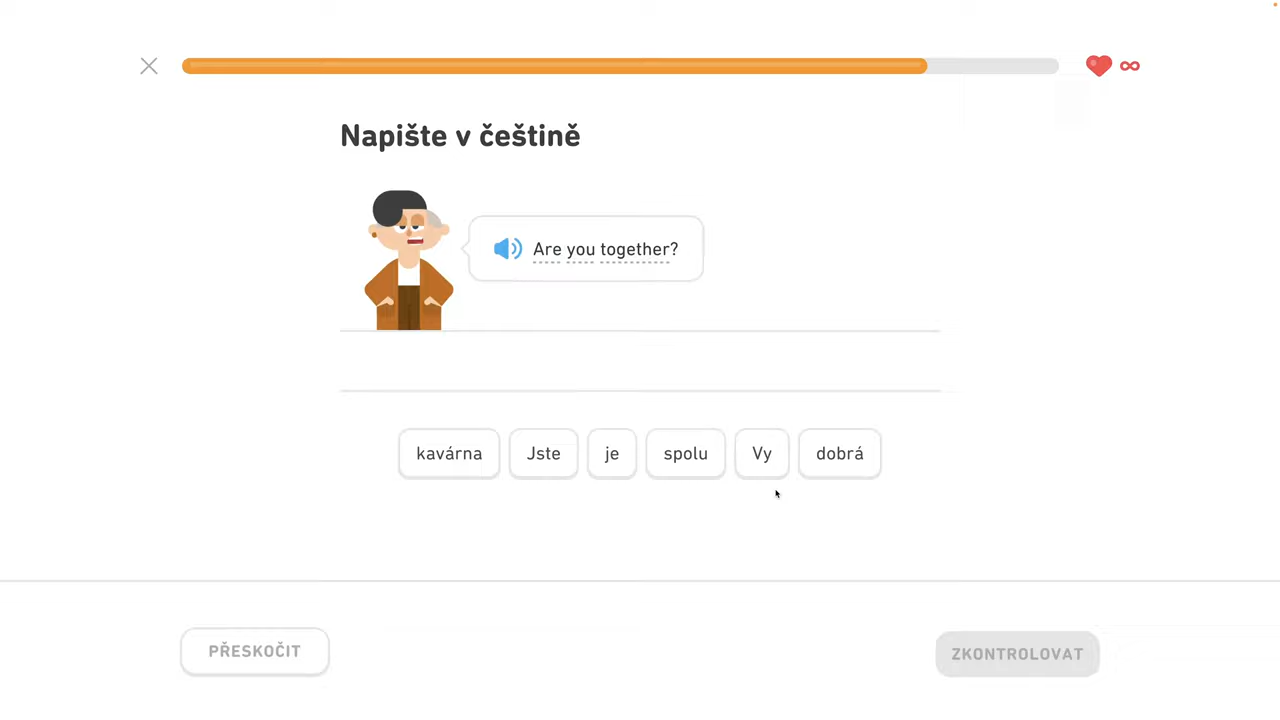 Napište v češtině
Are you together?
kavárna Jste je spolu Vy dobrá
PŘESKOČIT
ZKONTROLOVAT